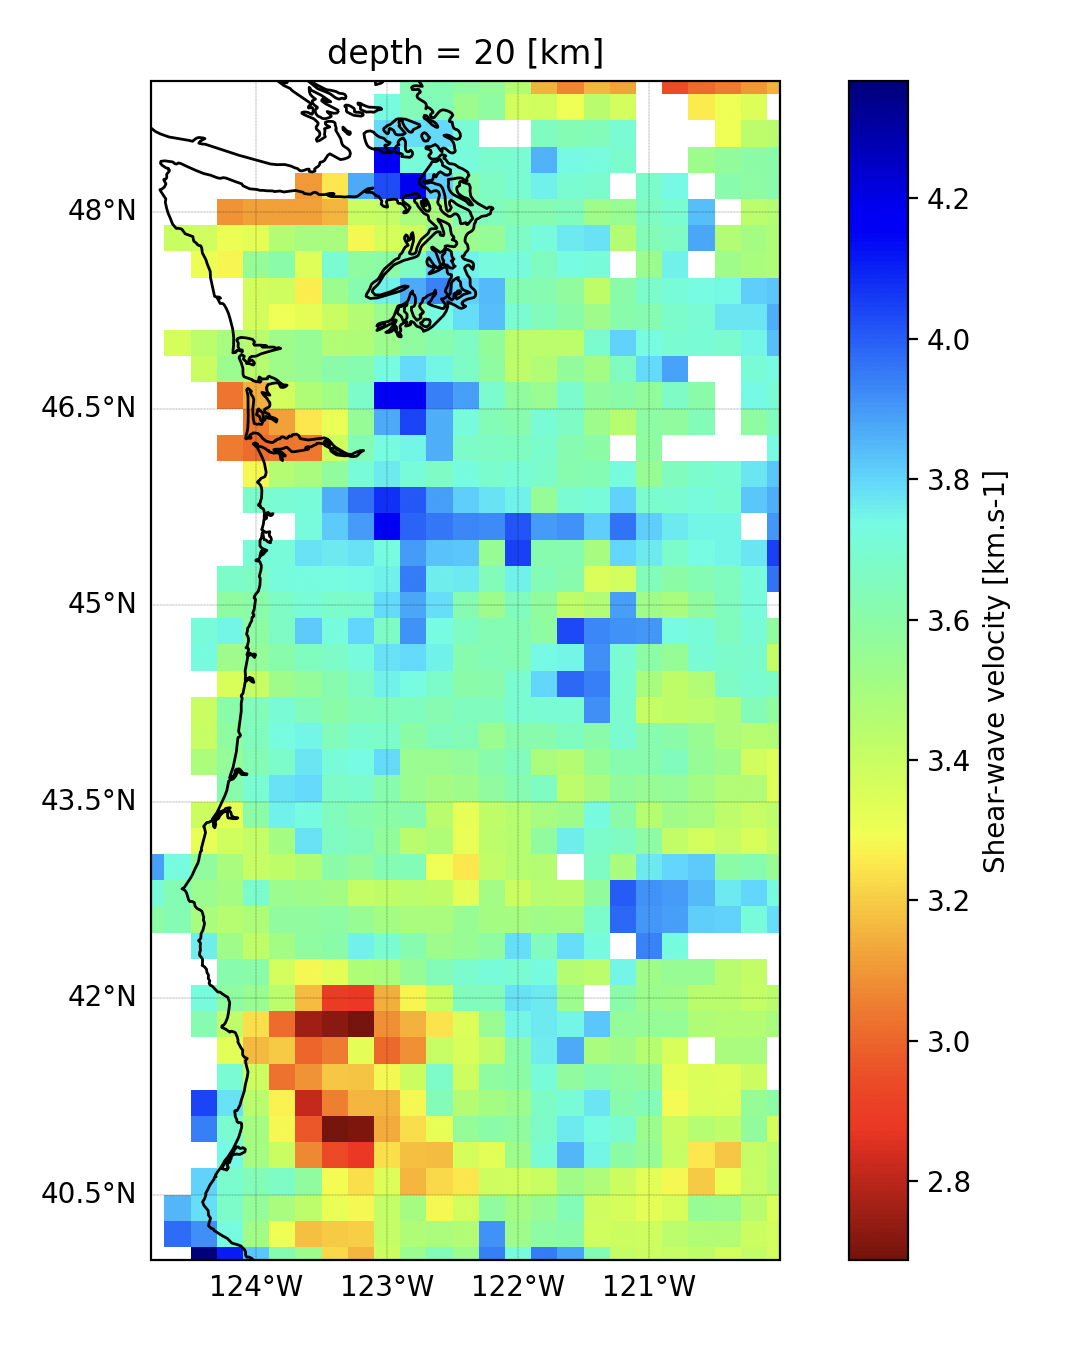 depth = 20 [km]
48°N
46.5°N
45°N
43.5°N
42°N
40.5°N
124°W 123°W 122°W 121°W
4.2
4.0
3.8
3.6
3.4
3.2
3.0
2.8
Shear-wave velocity [km.s-1]